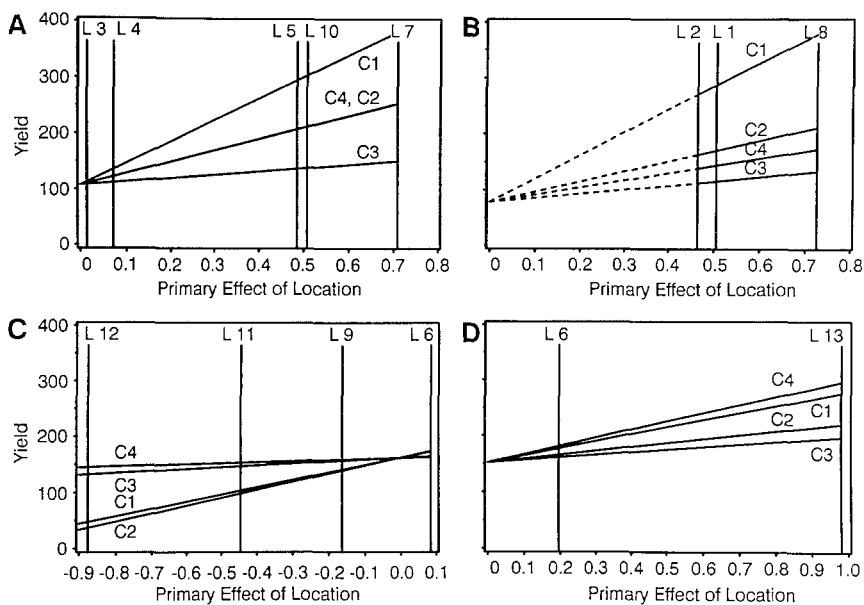 A
400
300
200
100
0
Yield
L 3
L 4
L 5
L 10
L 7
C1
C4, C2
C3
0 0.1 0.2 0.3 0.4 0.5 0.6 0.7 0.8
Primary Effect of Location
B
L 2
L 1
L 8
C1
C2
C4
C3
0 0.1 0.2 0.3 0.4 0.5 0.6 0.7 0.8
Primary Effect of Location
C
400
300
200
100
0
Yield
L 12
L 11
L 9
L 6
C4
C3
C1
C2
-0.9 -0.8 -0.7 -0.6 -0.5 -0.4 -0.3 -0.2 -0.1 0.0 0.1
Primary Effect of Location
D
L 6
L 13
C4
C1
C2
C3
0 0.1 0.2 0.3 0.4 0.5 0.6 0.7 0.8 0.9 1.0
Primary Effect of Location